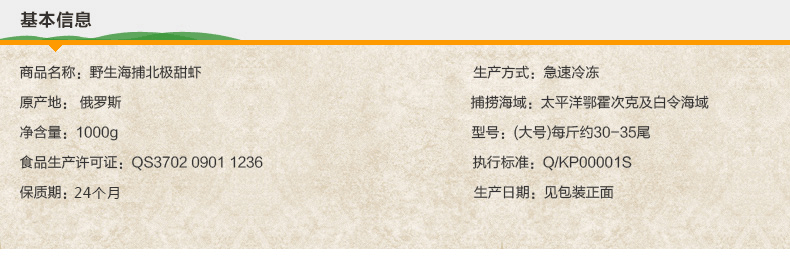 基本信息
商品名称：野生海捕北极甜虾
生产方式：急速冷冻
原产地： 俄罗斯
捕捞海域：太平洋鄂霍次克及白令海域
净含量：1000g
型号：(大号)每斤约30-35尾
食品生产许可证：QS3702 0901 1236
执行标准：Q/KP00001S
保质期：24个月
生产日期：见包装正面